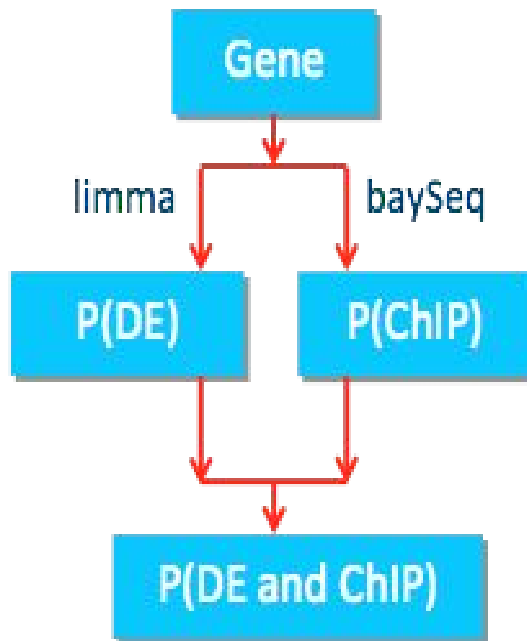 Gene
limma
baySeq
P(DE)
P(ChIP)
P(DE and ChIP)